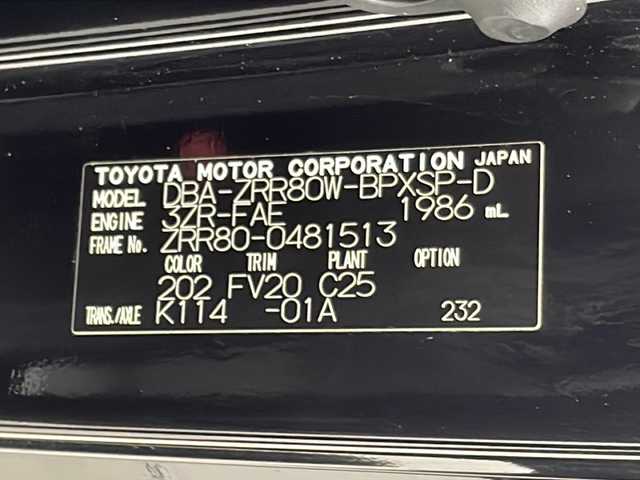 TOYOTA MOTOR CORPORATION JAPAN
MODEL DBA-ZRR80W-BPXSP-D
ENGINE 3ZR-FAE 1986 mL.
FRAME No. ZRR80-0481513
COLOR TRIM PLANT OPTION
202 FV20 C25
TRANS./AXLE K114 -01A 232